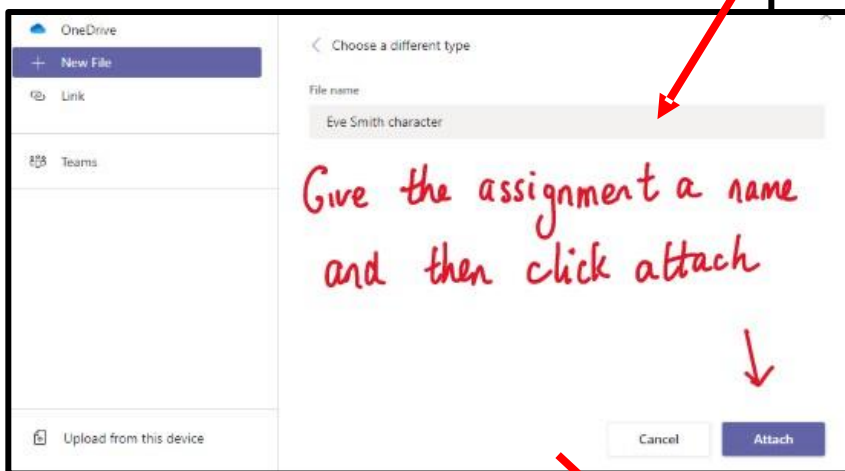 OneDrive
New File
Link
Teams
Upload from this device
Choose a different type
File name
Eve Smith character
Give the assignment a name
and then click attach
Cancel
Attach